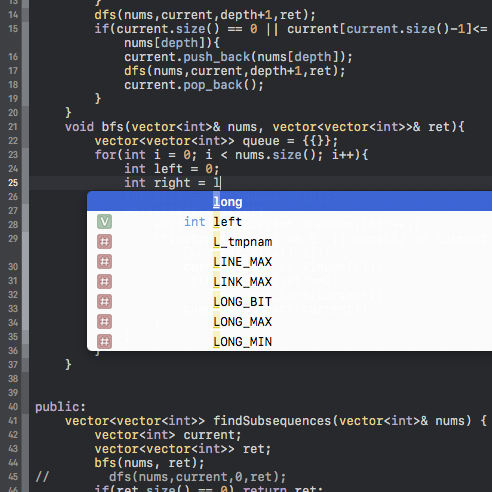 13 }
14 dfs(nums,current,depth+1,ret);
15 if(current.size() == 0 || current[current.size()-1]<=
nums[depth]){
16 current.push_back(nums[depth]);
17 dfs(nums,current,depth+1,ret);
18 current.pop_back();
19 }
20 }
21 void bfs(vector<int>& nums, vector<vector<int>>& ret){
22 vector<vector<int>> queue = {{}};
23 for(int i = 0; i < nums.size(); i++){
24 int left = 0;
25 int right = l
26 long
27 V int left
28 # L_tmpnam
29 # LINE_MAX
# LINK_MAX
30
31 # LONG_BIT
32
33 # LONG_MAX
34
35 # LONG_MIN
36 }
37 }
38
39
40 public:
41 vector<vector<int>> findSubsequences(vector<int>& nums) {
42 vector<int> current;
43 vector<vector<int>> ret;
44 bfs(nums, ret);
45 // dfs(nums,current,0,ret);
46 if(ret.size() == 0) return ret;